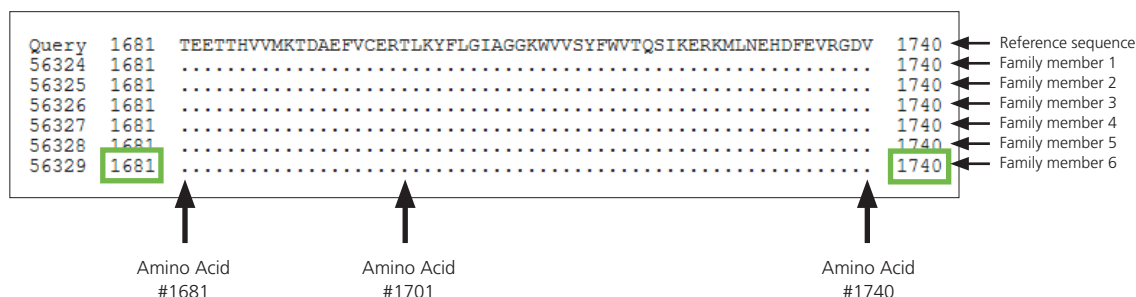 Query 1681 TEETTHVVMKTDAEFVCERTLKYFLGIAGGKWVVSYFWVTQSIKERKMLNEHDFEVRGDV 1740 Reference sequence
56324 1681 ............................................................ 1740 Family member 1
56325 1681 ............................................................ 1740 Family member 2
56326 1681 ............................................................ 1740 Family member 3
56327 1681 ............................................................ 1740 Family member 4
56328 1681 ............................................................ 1740 Family member 5
56329 1681 ............................................................ 1740 Family member 6
Amino Acid Amino Acid Amino Acid
#1681 #1701 #1740